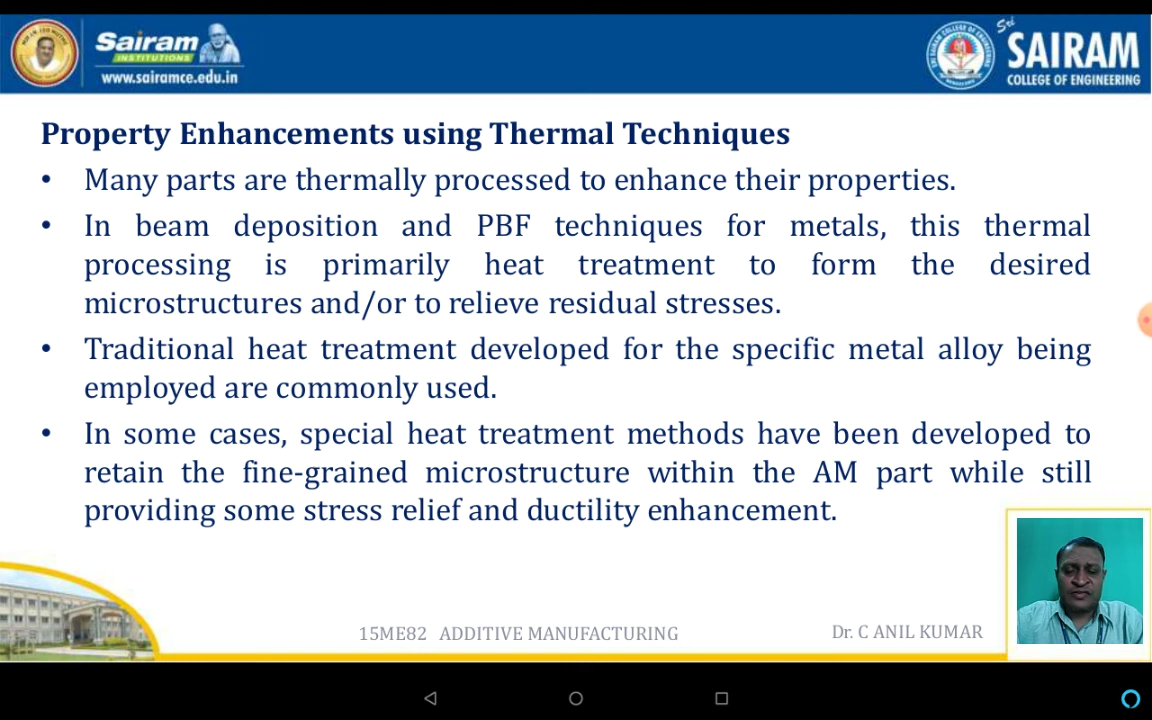 Sairam
INSTITUTIONS
www.sairamce.edu.in
Sri
SAIRAM
COLLEGE OF ENGINEERING
Property Enhancements using Thermal Techniques
• Many parts are thermally processed to enhance their properties.
• In beam deposition and PBF techniques for metals, this thermal
processing is primarily heat treatment to form the desired
microstructures and/or to relieve residual stresses.
• Traditional heat treatment developed for the specific metal alloy being
employed are commonly used.
• In some cases, special heat treatment methods have been developed to
retain the fine-grained microstructure within the AM part while still
providing some stress relief and ductility enhancement.
15ME82 ADDITIVE MANUFACTURING
Dr. C ANIL KUMAR